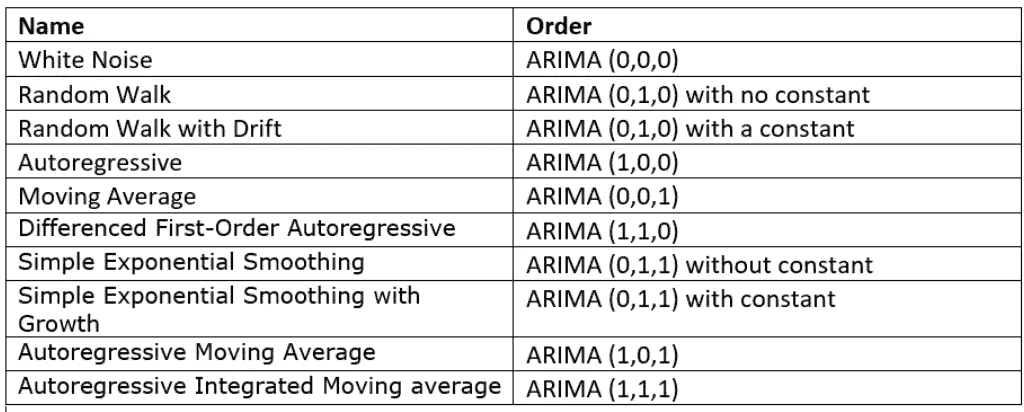 Name Order
White Noise ARIMA (0,0,0)
Random Walk ARIMA (0,1,0) with no constant
Random Walk with Drift ARIMA (0,1,0) with a constant
Autoregressive ARIMA (1,0,0)
Moving Average ARIMA (0,0,1)
Differenced First-Order Autoregressive ARIMA (1,1,0)
Simple Exponential Smoothing ARIMA (0,1,1) without constant
Simple Exponential Smoothing with ARIMA (0,1,1) with constant
Growth
Autoregressive Moving Average ARIMA (1,0,1)
Autoregressive Integrated Moving average ARIMA (1,1,1)